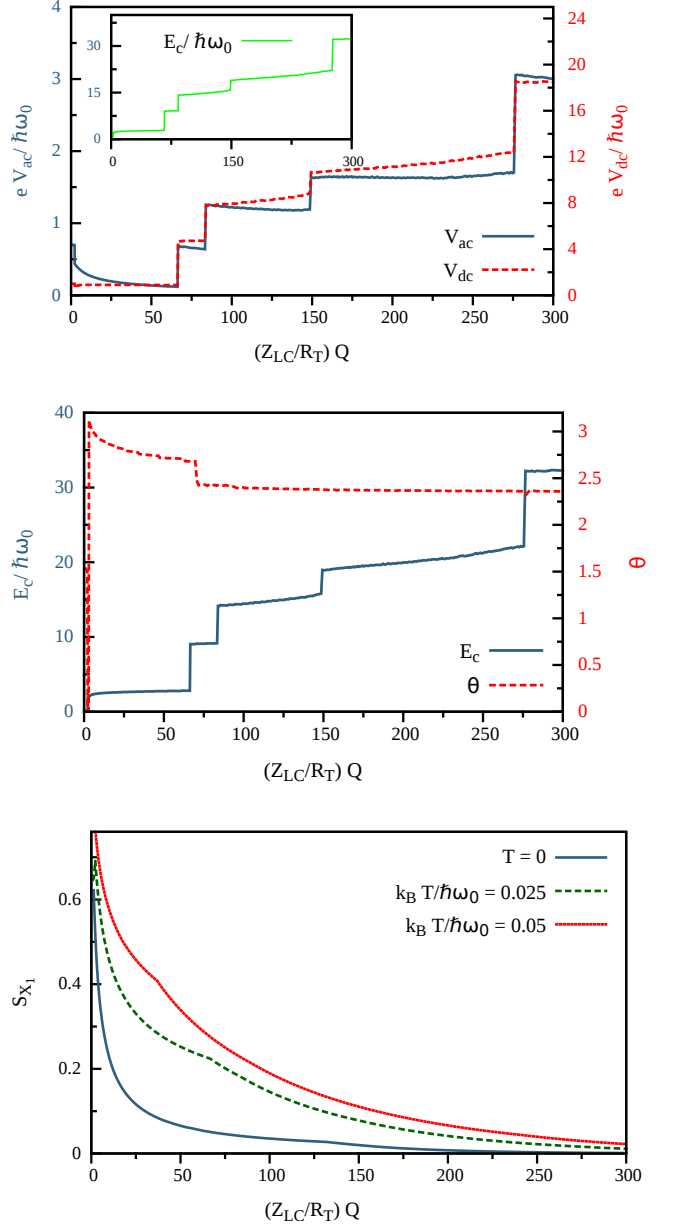 E_c/ ℏω_0
30
15
0
0 150 300
4
3
2
1
0
e V_ac/ ℏω_0
24
20
16
12
8
4
0
e V_dc/ ℏω_0
V_ac
V_dc
0 50 100 150 200 250 300
(Z_LC/R_T) Q
40
30
20
10
0
E_c/ ℏω_0
3
2.5
2
1.5
1
0.5
0
θ
E_c
θ
0 50 100 150 200 250 300
(Z_LC/R_T) Q
0.6
0.4
0.2
0
S_X_1
T = 0
k_B T/ℏω_0 = 0.025
k_B T/ℏω_0 = 0.05
0 50 100 150 200 250 300
(Z_LC/R_T) Q